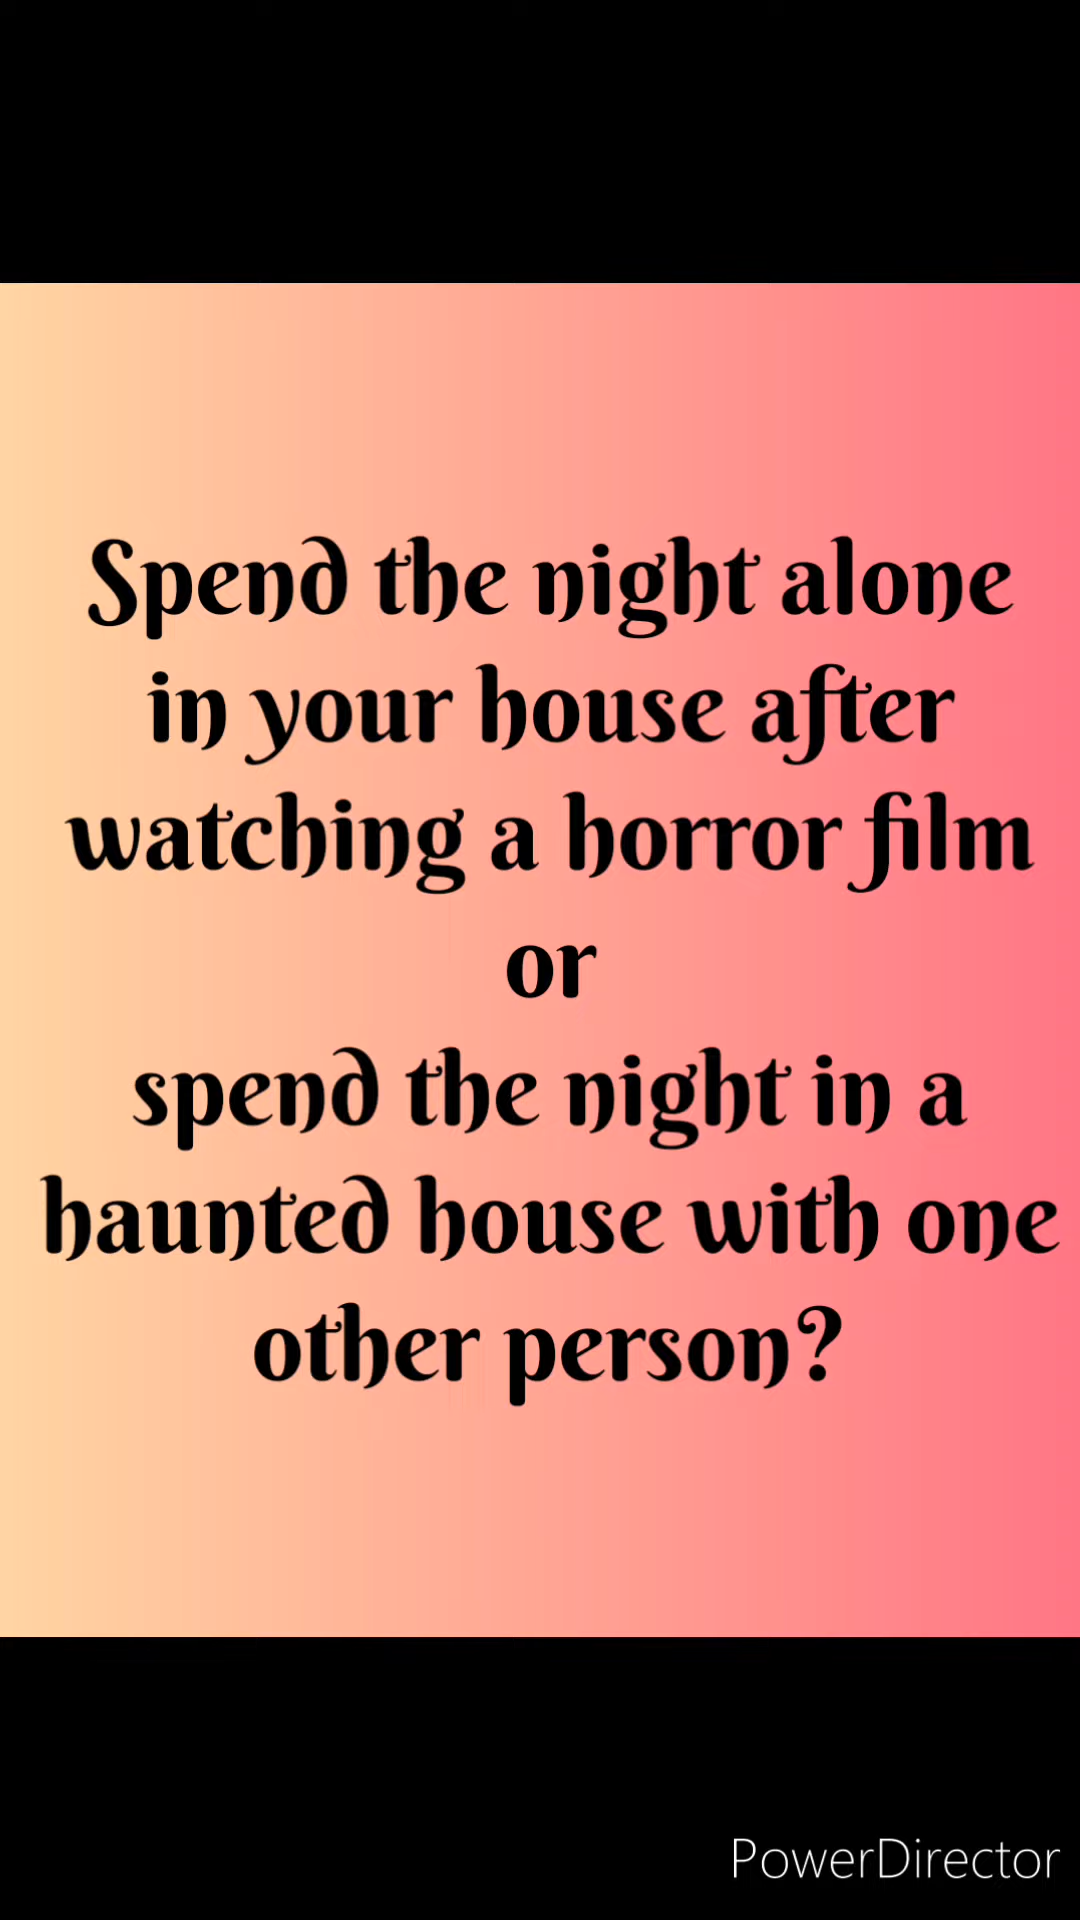 Spend the night alone
in your house after
watching a horror film
or
spend the night in a
haunted house with one
other person?
PowerDirector